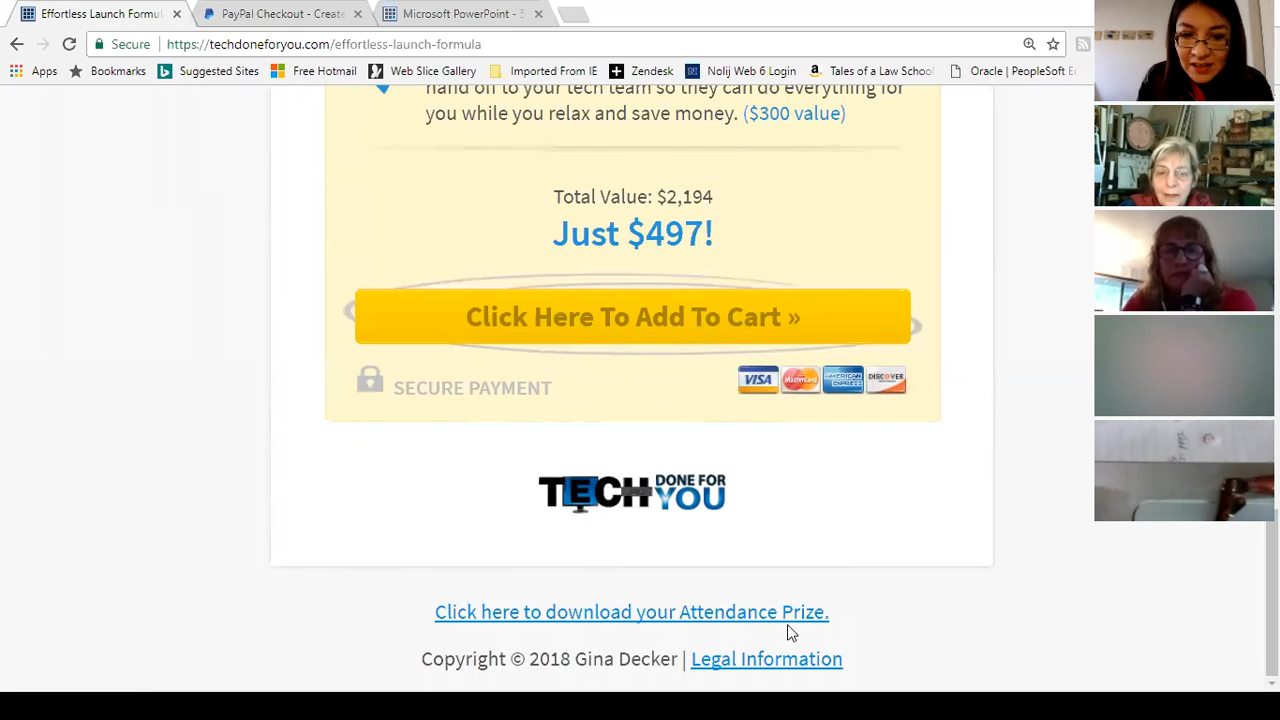 Effortless Launch Formu
PayPal Checkout - Create
Microsoft PowerPoint - 5
Secure
https://techdoneforyou.com/effortless-launch-formula
Apps
Bookmarks
Suggested Sites
Free Hotmail
Web Slice Gallery
Imported From IE
Zendesk
Nolij Web 6 Login
Tales of a Law School
Oracle | PeopleSoft E
hand off to your tech team so they can do everything for
you while you relax and save money. ($300 value)
Total Value: $2,194
Just $497!
Click Here To Add To Cart »
SECURE PAYMENT
VISA
MasterCard
AMERICAN EXPRESS
DISCOVER
TECH DONE FOR YOU
Click here to download your Attendance Prize.
Copyright © 2018 Gina Decker | Legal Information